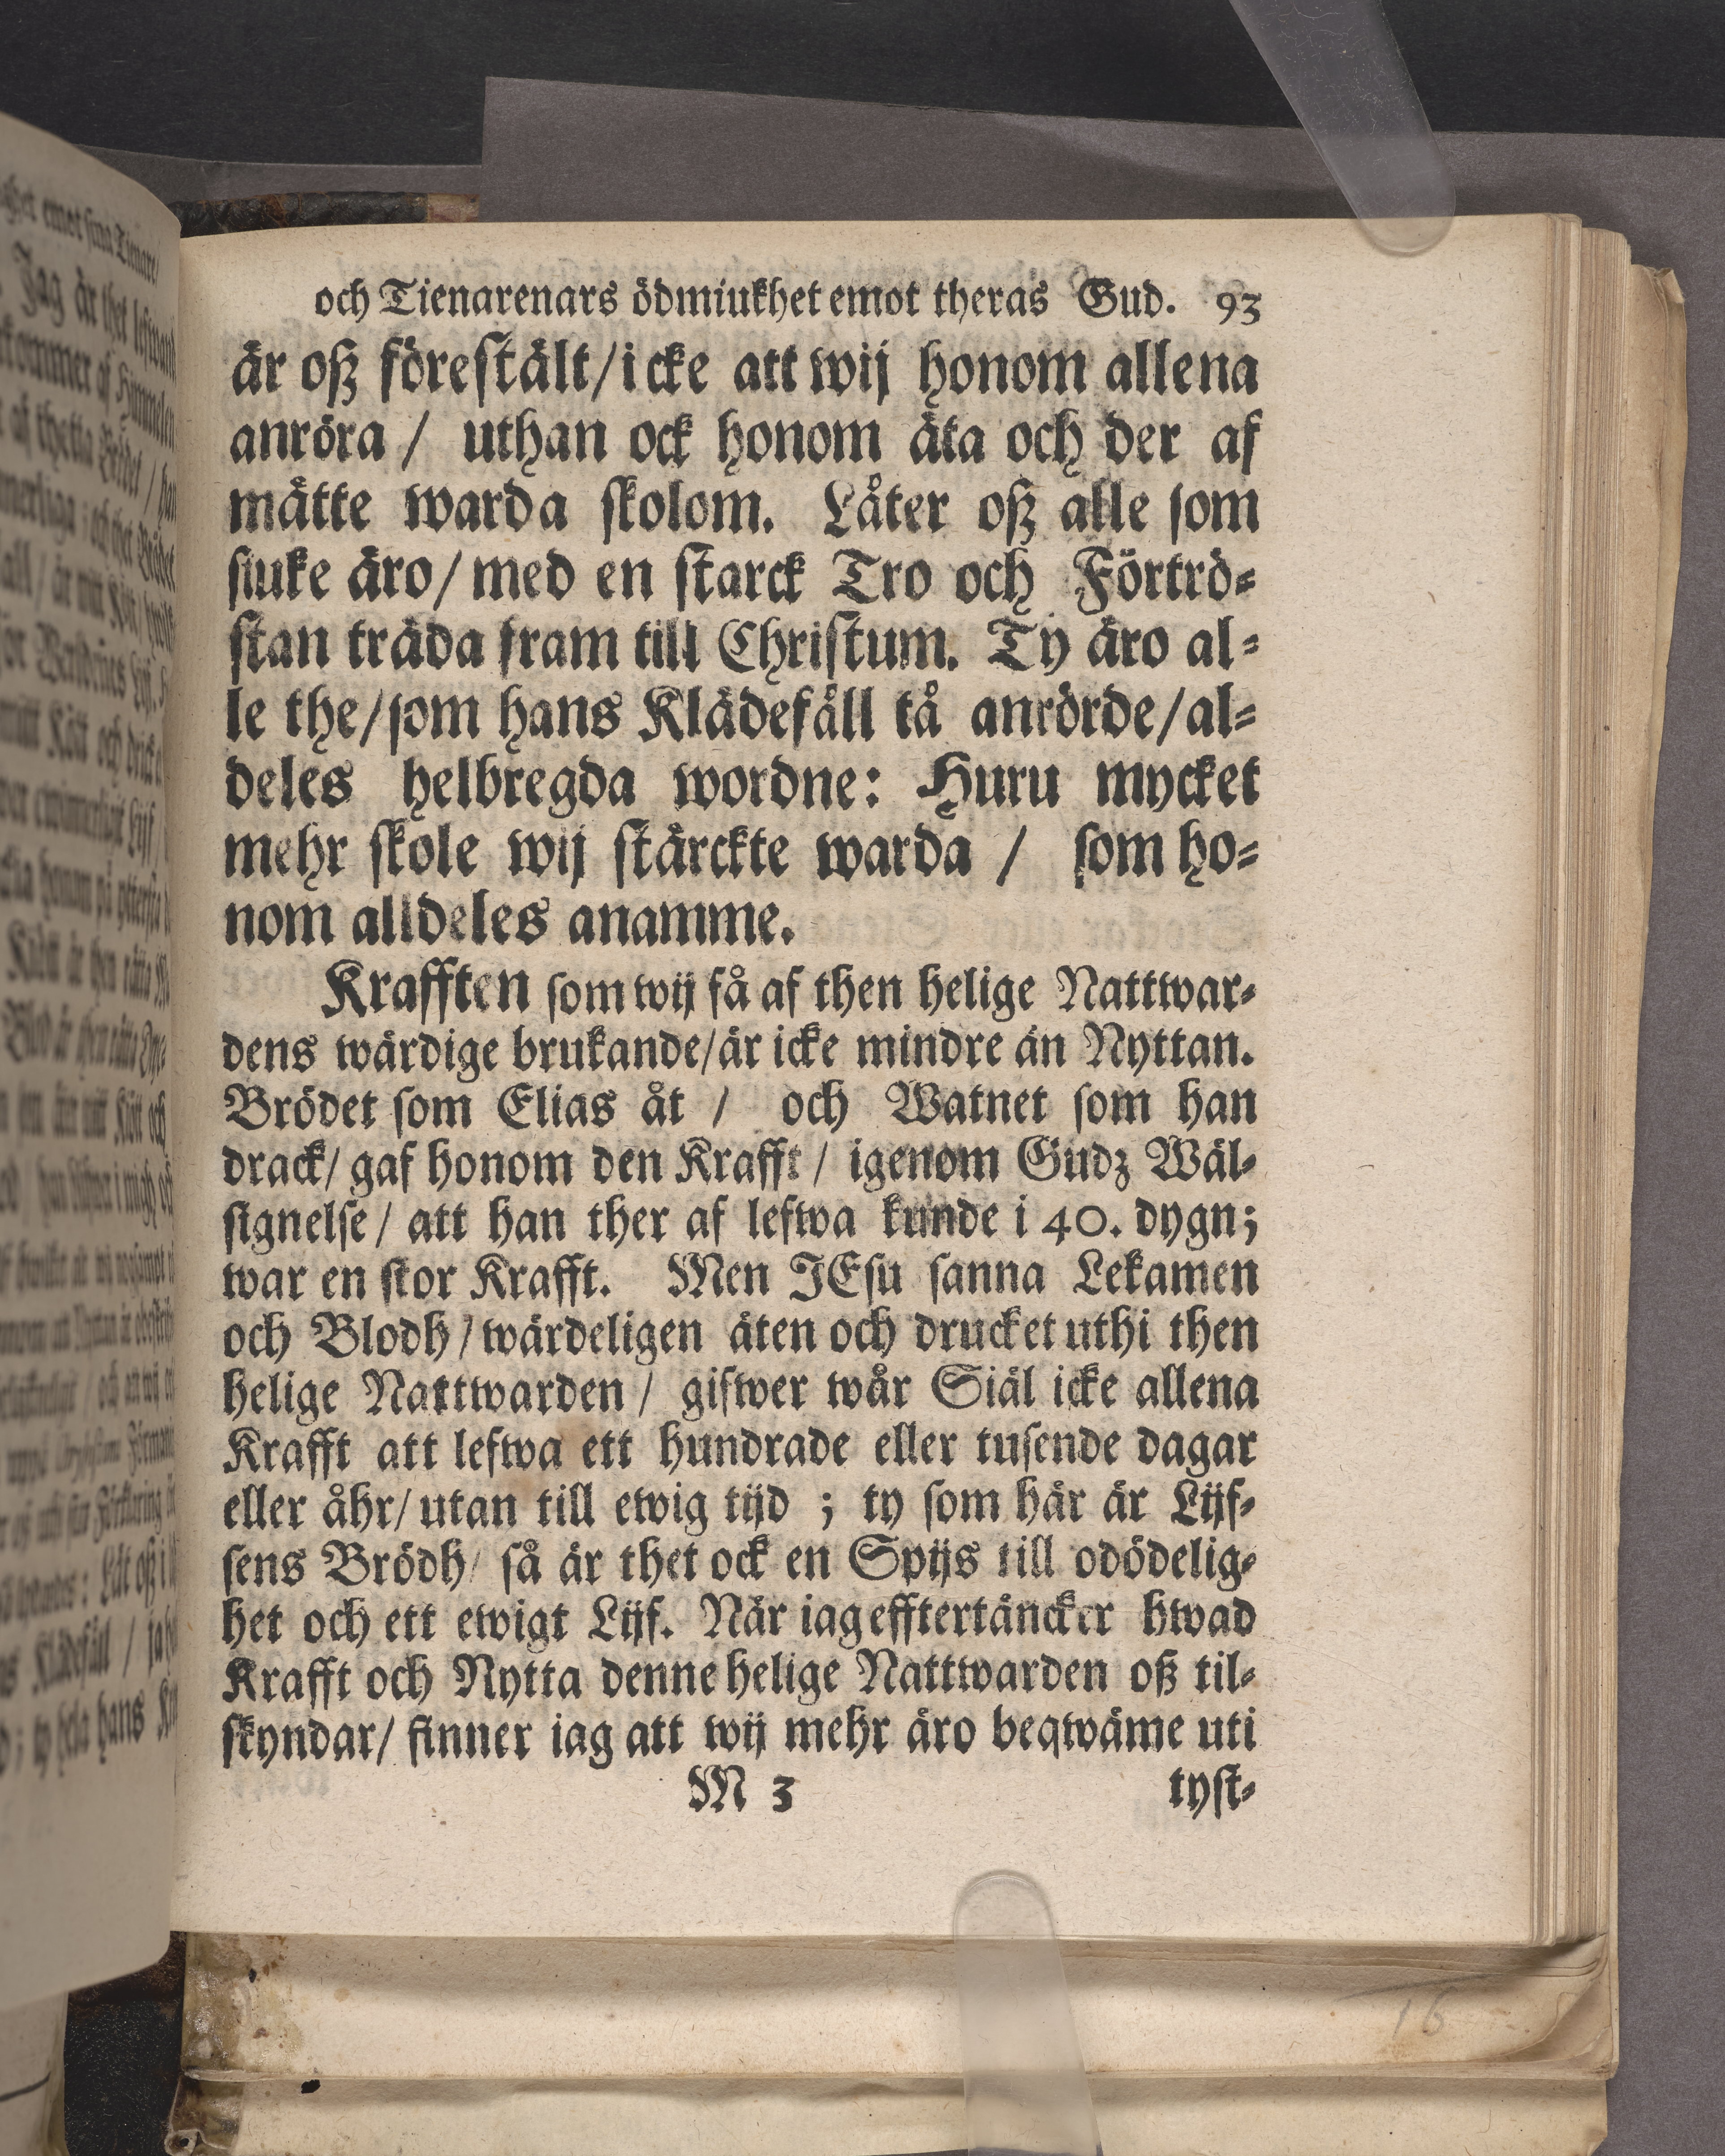 och Tienarenars ödmiukhet emot theras Gud. 93
är oß förestält/icke att wij honom allena
anröra / uthan ock honom äta och der af
mätte warda skolom. Låter oß alle som
siuke äro/ med en starck Tro och Förtrö-
stan träda fram till Christum. Ty äro al-
le the/som hans Klädefåll tå anrörde/al-
deles helbregda wordne: Huru mycket
mehr skole wij stärckte warda / som ho-
nom alldeles anamme.
Krafften som wij få af then helige Nattwar-
dens wärdige brukande/är icke mindre än Nyttan.
Brödet som Elias åt / och Watnet som han
drack/ gaf honom den Krafft / igenom Gudz Wäl-
signelse / att han ther af lefwa kunde i 40. dygn;
war en stor Krafft. Men JEsu sanna Lekamen
och Blodh / wärdeligen äten och drucket uthi then
helige Nattwarden / gifwer wår Siäl icke allena
Krafft att lefwa ett hundrade eller tusende dagar
eller åhr/ utan till ewig tijd ; ty som här är Lijf-
sens Brödh/ så är thet ock en Spijs till odödelig-
het och ett ewigt Lijf. När iag efftertäncker hwad
Krafft och Nytta denne helige Nattwarden oß til-
skyndar/ finner iag att wij mehr äro beqwäme uti
M 3 tyst-
16